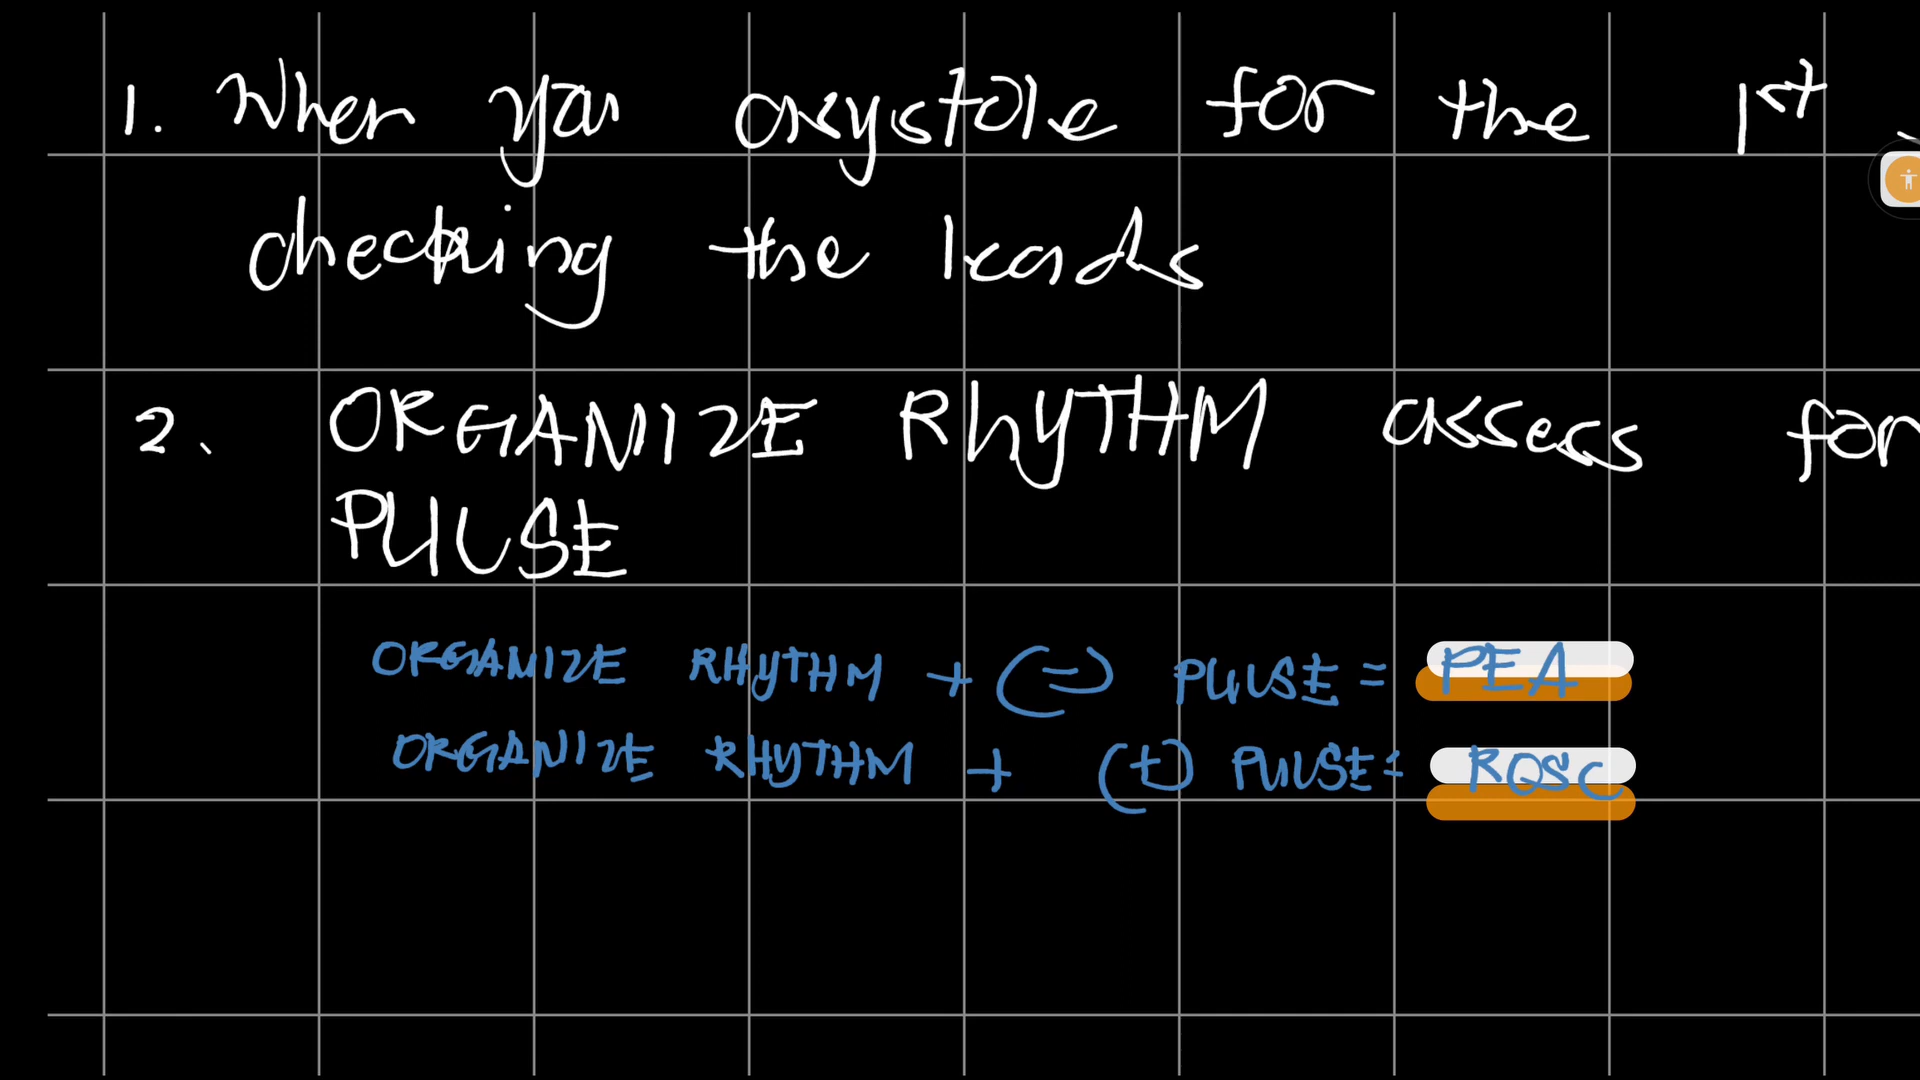 1. When you asystole for the 1st
checking the leads
2. ORGANIZE RHYTHM assess for
PULSE
ORGANIZE RHYTHM + (-) PULSE = PEA
ORGANIZE RHYTHM + (+) PULSE = ROSC